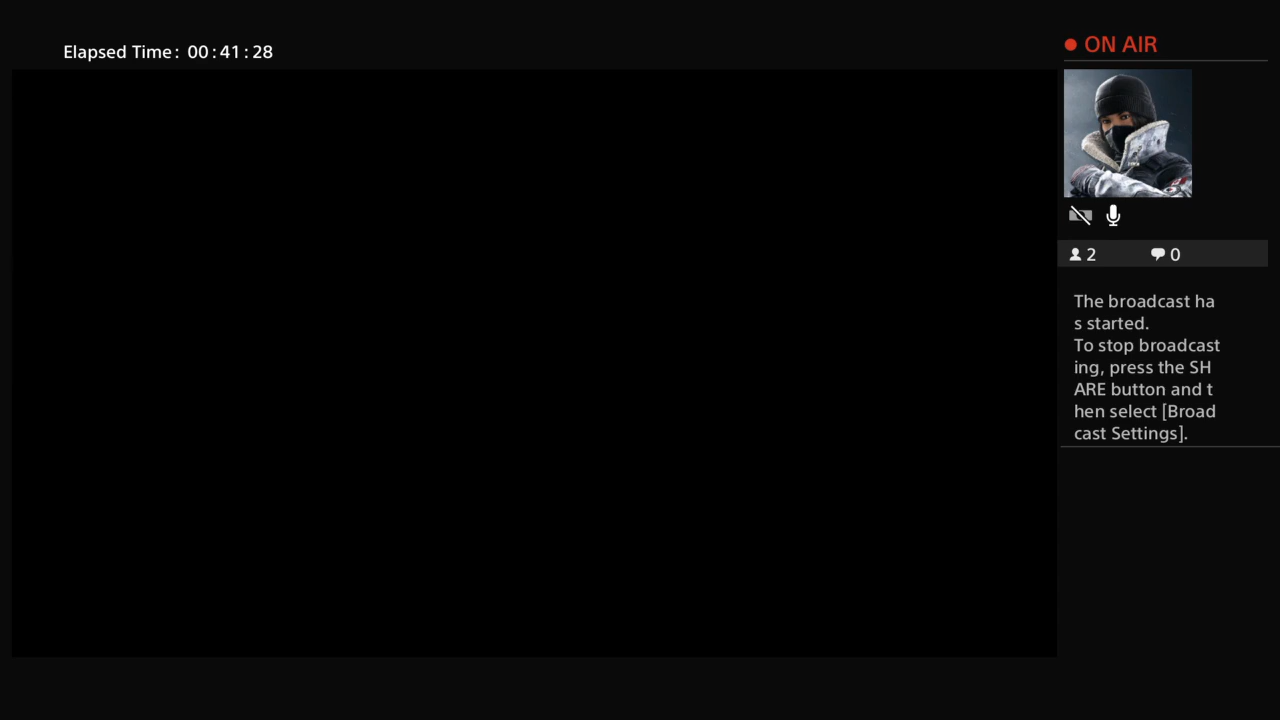 Elapsed Time: 00:41:28
ON AIR
2 0
The broadcast ha
s started.
To stop broadcast
ing, press the SH
ARE button and t
hen select [Broad
cast Settings].